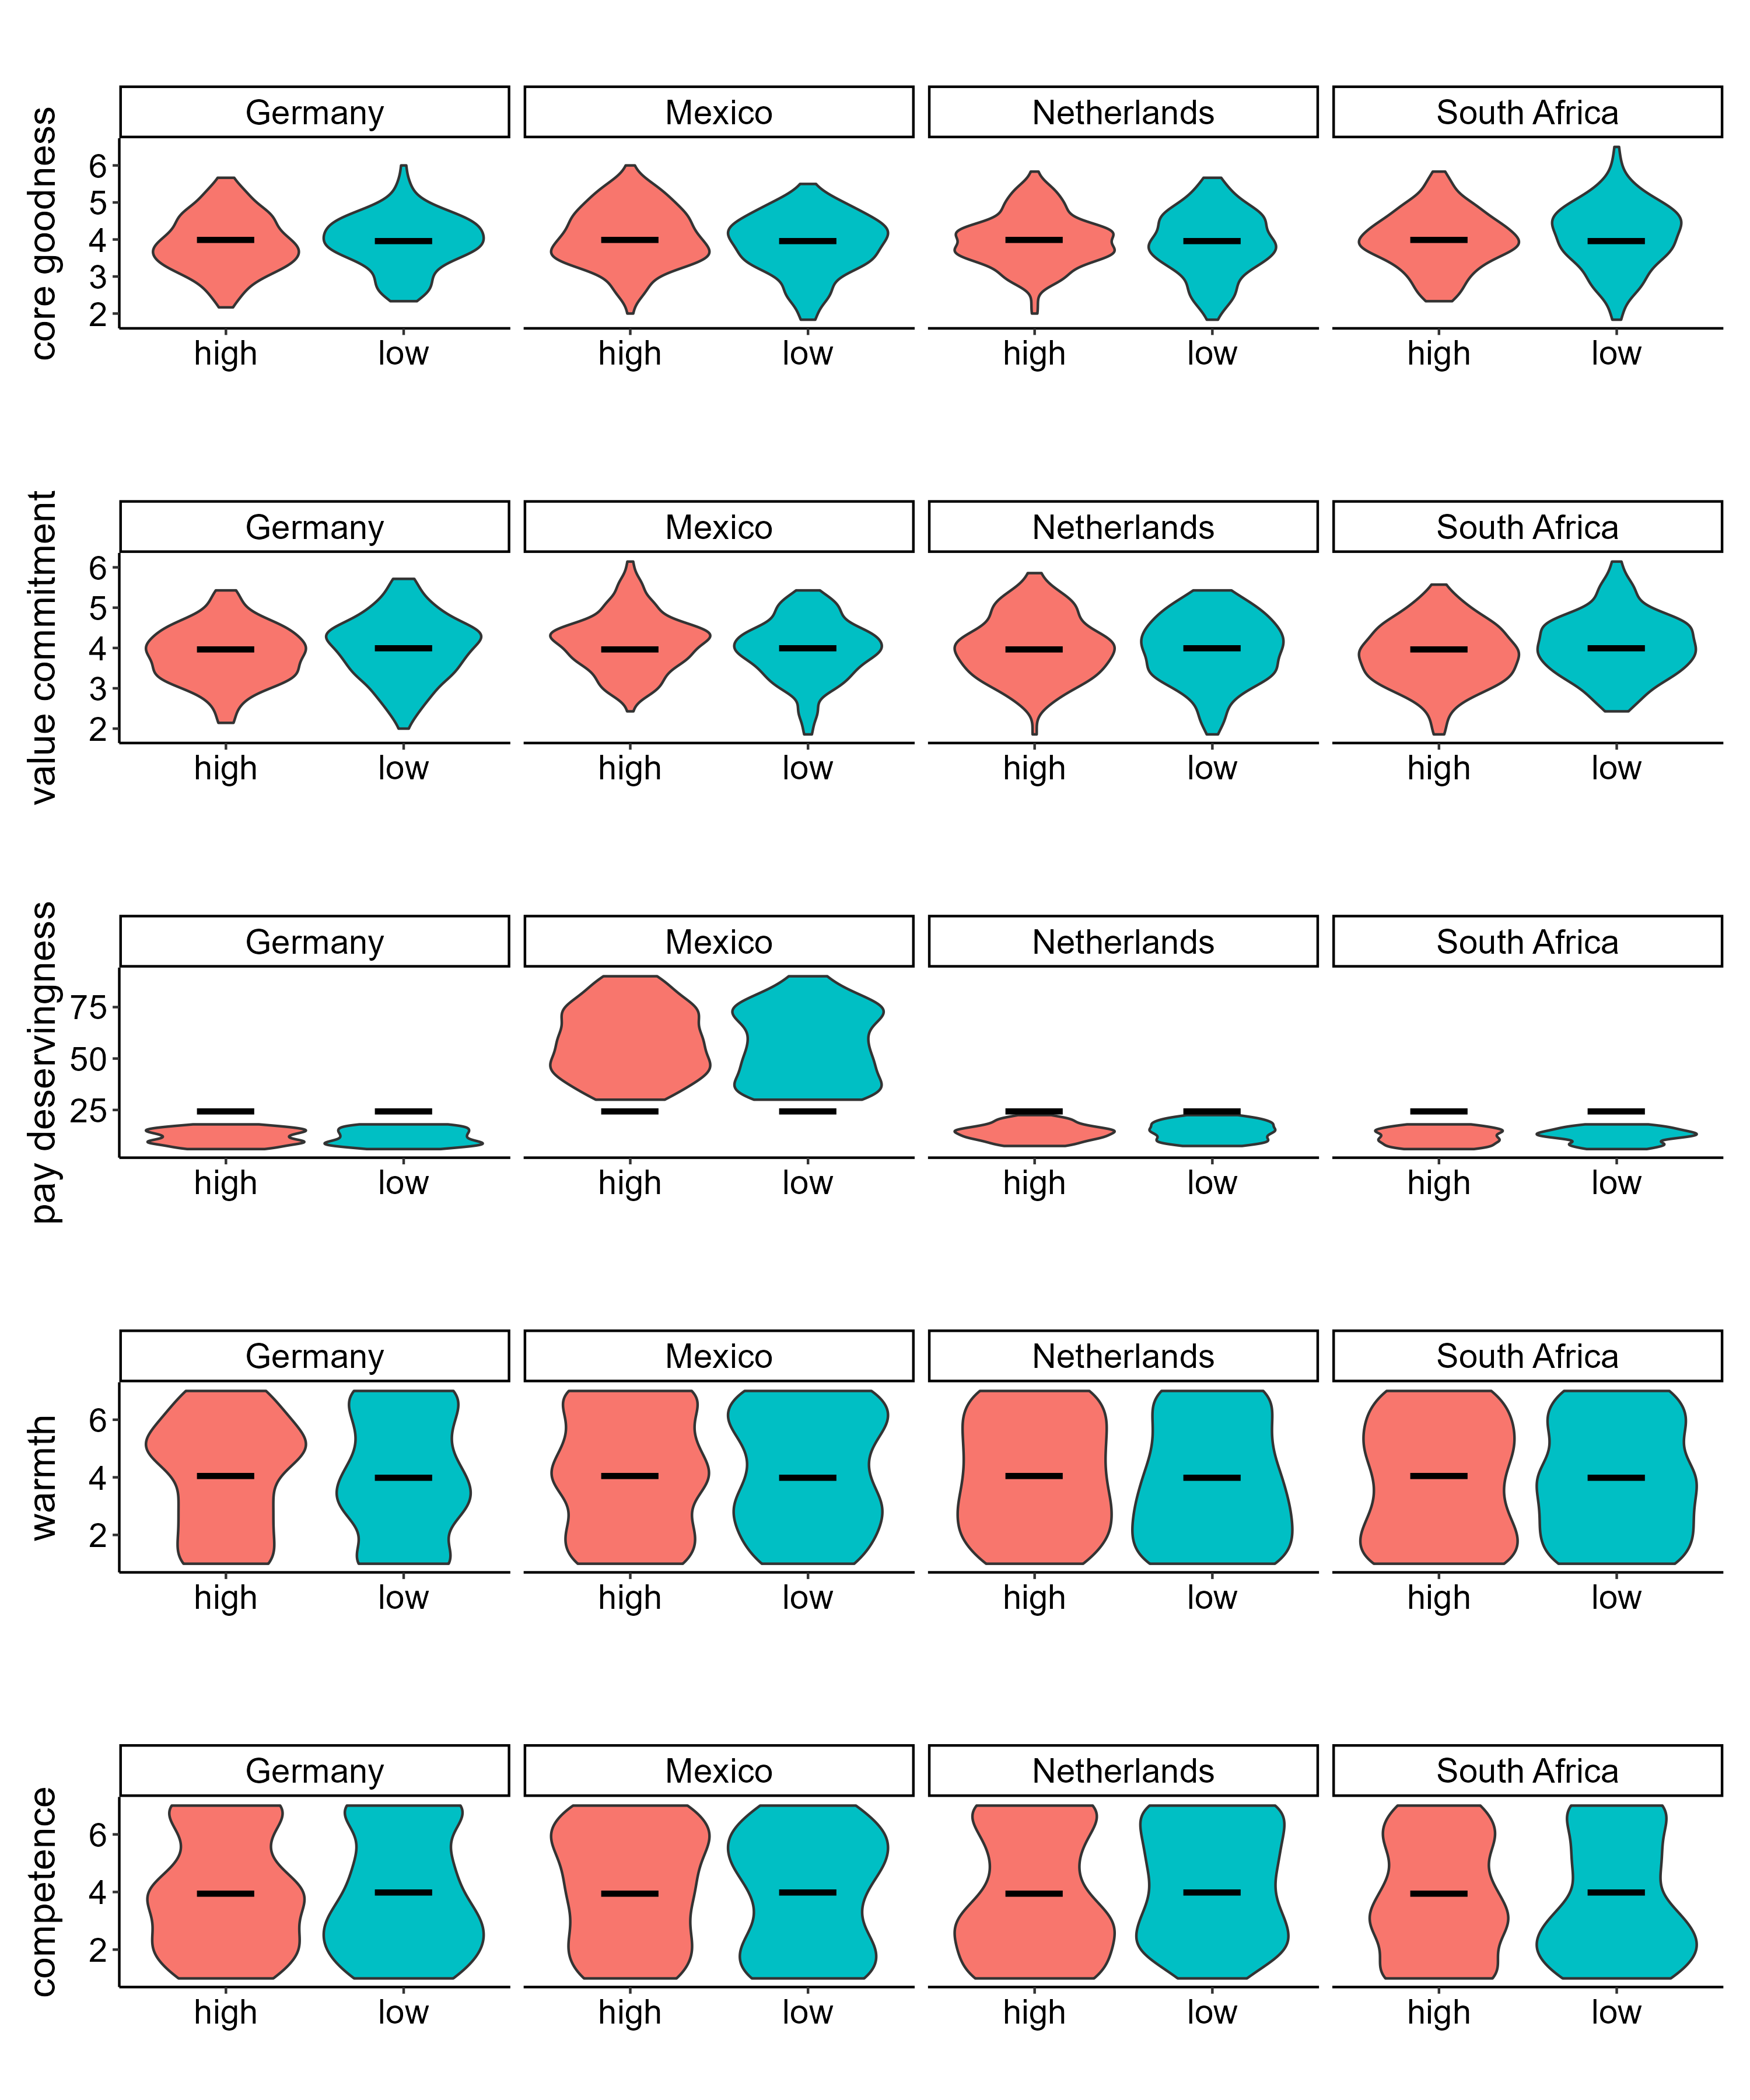 Germany Mexico Netherlands South Africa
core goodness
6
5
4
3
2
high low high low high low high low
Germany Mexico Netherlands South Africa
value commitment
6
5
4
3
2
high low high low high low high low
Germany Mexico Netherlands South Africa
pay deservingness
75
50
25
high low high low high low high low
Germany Mexico Netherlands South Africa
warmth
6
4
2
high low high low high low high low
Germany Mexico Netherlands South Africa
competence
6
4
2
high low high low high low high low